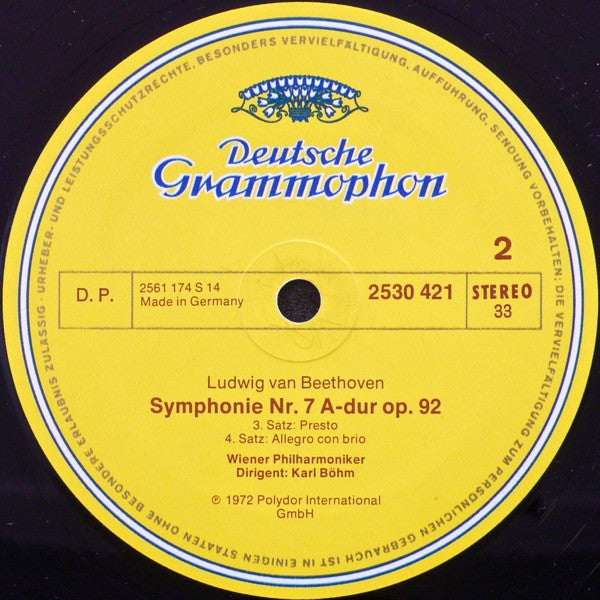 URHEBER- UND LEISTUNGSSCHUTZRECHTE, BESONDERS VERVIELFÄLTIGUNG, AUFFÜHRUNG, SENDUNG VORBEHALTEN; DIE VERVIELFÄLTIGUNG ZUM PERSÖNLICHEN GEBRAUCH IST IN EINIGEN STAATEN OHNE BESONDERE ERLAUBNIS ZULÄSSIG ·
Deutsche
Grammophon
2
D. P.
2561 174 S 14
Made in Germany
2530 421
STEREO
33
Ludwig van Beethoven
Symphonie Nr. 7 A-dur op. 92
3. Satz: Presto
4. Satz: Allegro con brio
Wiener Philharmoniker
Dirigent: Karl Böhm
℗ 1972 Polydor International
GmbH